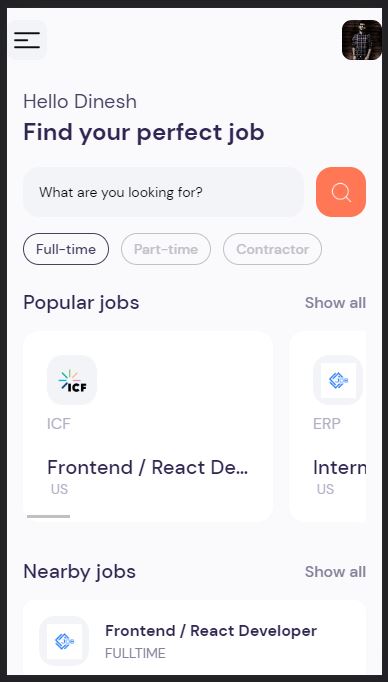 Hello Dinesh
Find your perfect job
What are you looking for?
Full-time
Part-time
Contractor
Popular jobs
Show all
ICF
ICF
Frontend / React De...
US
ERP
Intern
US
Nearby jobs
Show all
Frontend / React Developer
FULLTIME